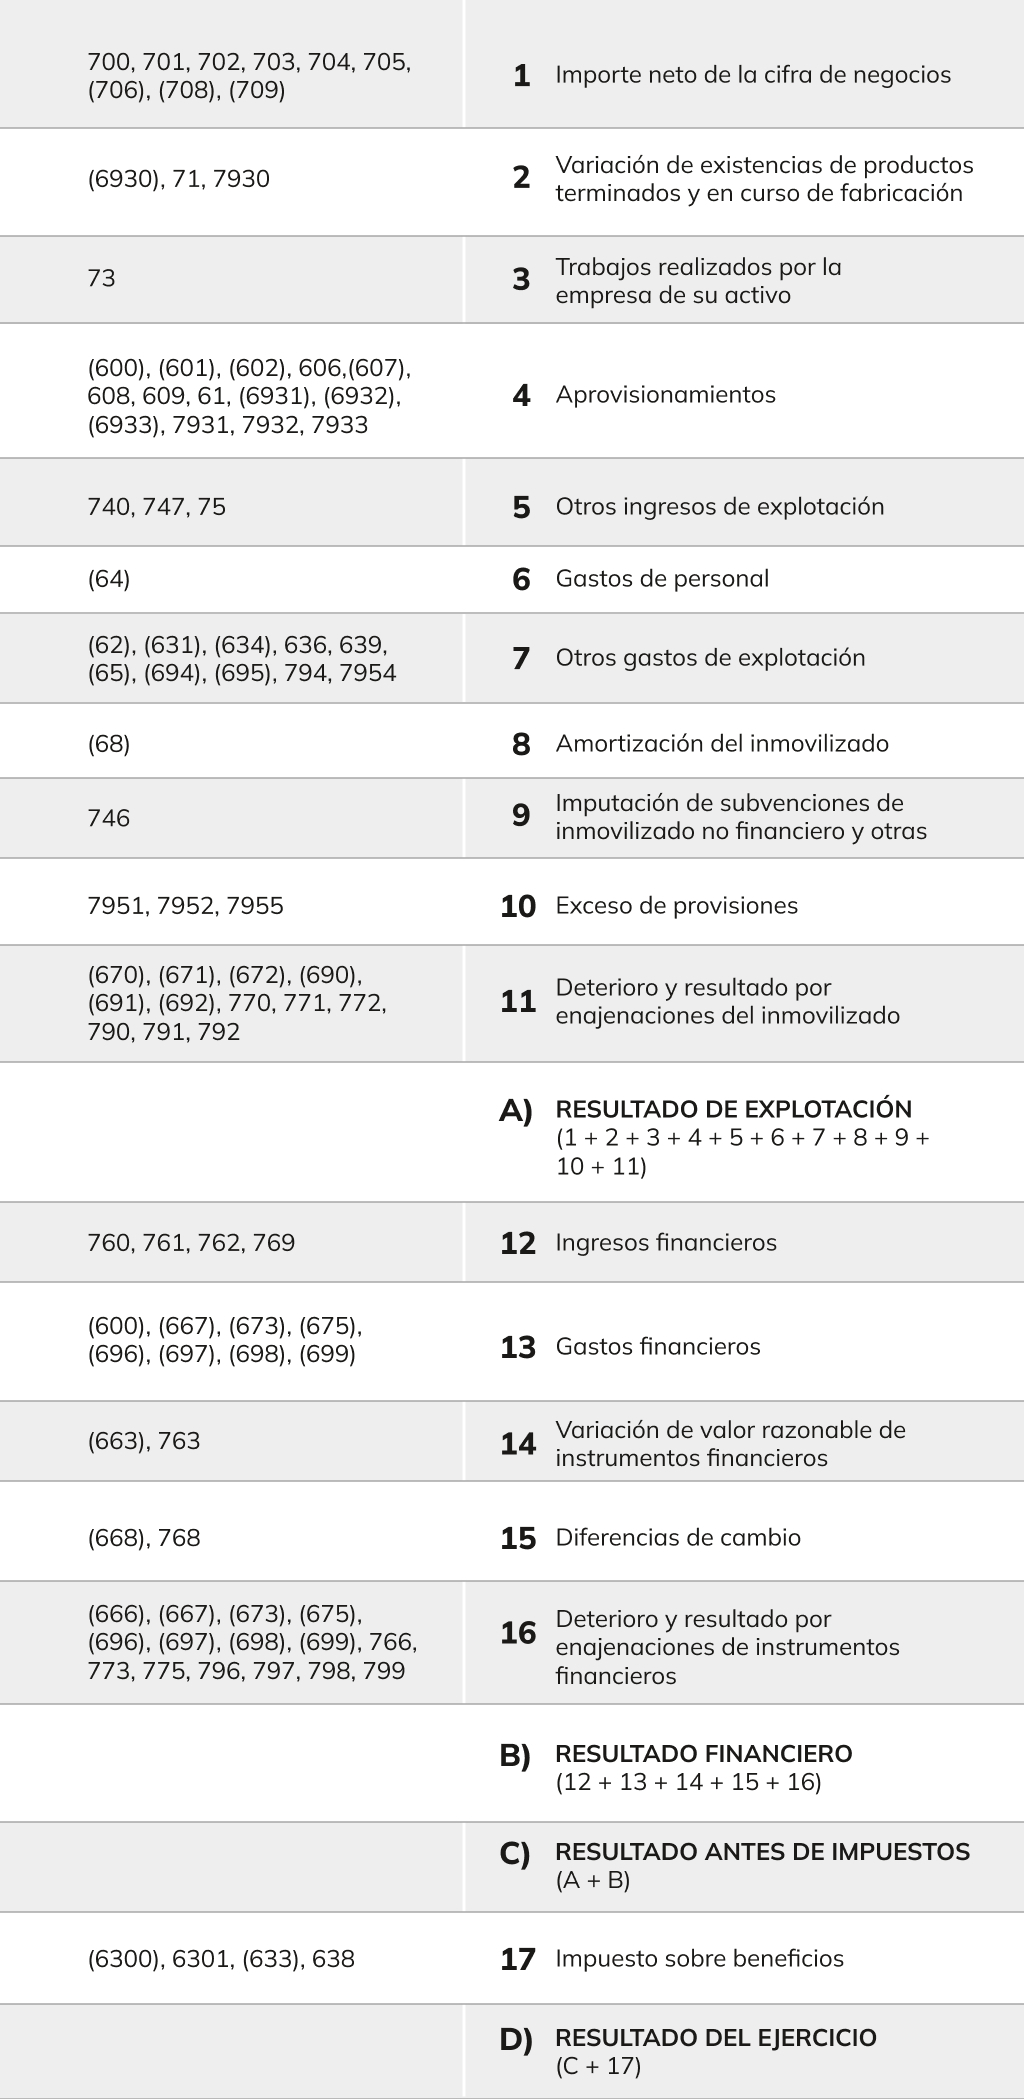 700, 701, 702, 703, 704, 705,
(706), (708), (709)
1 Importe neto de la cifra de negocios
(6930), 71, 7930
2 Variación de existencias de productos
terminados y en curso de fabricación
73
3 Trabajos realizados por la
empresa de su activo
(600), (601), (602), 606,(607),
608, 609, 61, (6931), (6932),
(6933), 7931, 7932, 7933
4 Aprovisionamientos
740, 747, 75
5 Otros ingresos de explotación
(64)
6 Gastos de personal
(62), (631), (634), 636, 639,
(65), (694), (695), 794, 7954
7 Otros gastos de explotación
(68)
8 Amortización del inmovilizado
746
9 Imputación de subvenciones de
inmovilizado no financiero y otras
7951, 7952, 7955
10 Exceso de provisiones
(670), (671), (672), (690),
(691), (692), 770, 771, 772,
790, 791, 792
11 Deterioro y resultado por
enajenaciones del inmovilizado
A) RESULTADO DE EXPLOTACIÓN
(1 + 2 + 3 + 4 + 5 + 6 + 7 + 8 + 9 +
10 + 11)
760, 761, 762, 769
12 Ingresos financieros
(600), (667), (673), (675),
(696), (697), (698), (699)
13 Gastos financieros
(663), 763
14 Variación de valor razonable de
instrumentos financieros
(668), 768
15 Diferencias de cambio
(666), (667), (673), (675),
(696), (697), (698), (699), 766,
773, 775, 796, 797, 798, 799
16 Deterioro y resultado por
enajenaciones de instrumentos
financieros
B) RESULTADO FINANCIERO
(12 + 13 + 14 + 15 + 16)
C) RESULTADO ANTES DE IMPUESTOS
(A + B)
(6300), 6301, (633), 638
17 Impuesto sobre beneficios
D) RESULTADO DEL EJERCICIO
(C + 17)